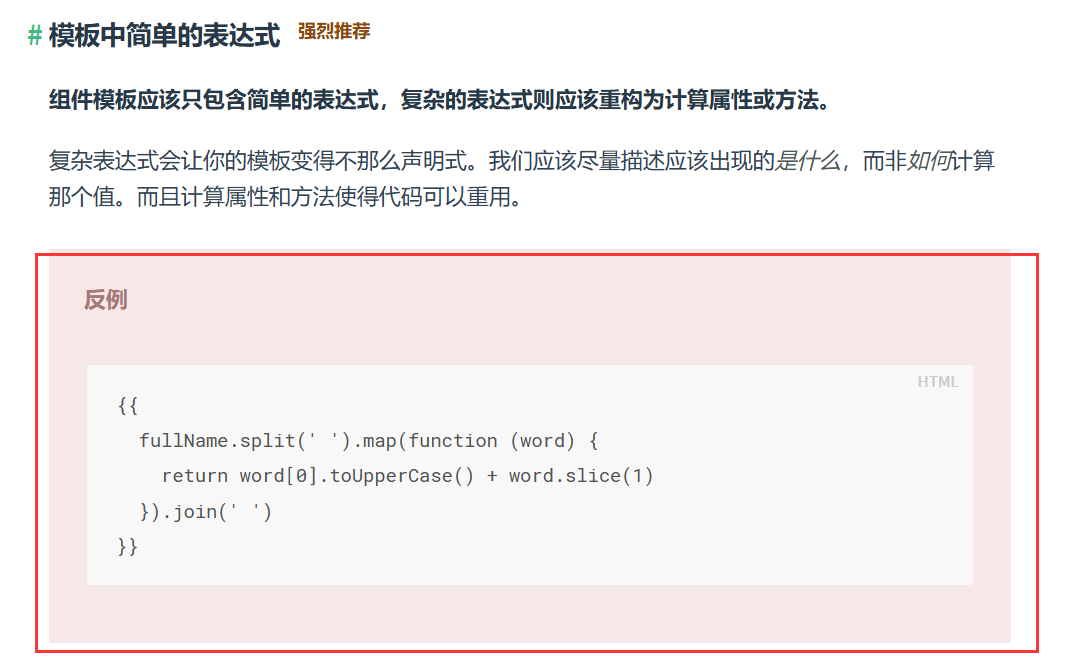 # 模板中简单的表达式 强烈推荐
组件模板应该只包含简单的表达式，复杂的表达式则应该重构为计算属性或方法。
复杂表达式会让你的模板变得不那么声明式。我们应该尽量描述应该出现的是什么，而非如何计算
那个值。而且计算属性和方法使得代码可以重用。
反例
HTML
{{
  fullName.split(' ').map(function (word) {
    return word[0].toUpperCase() + word.slice(1)
  }).join(' ')
}}